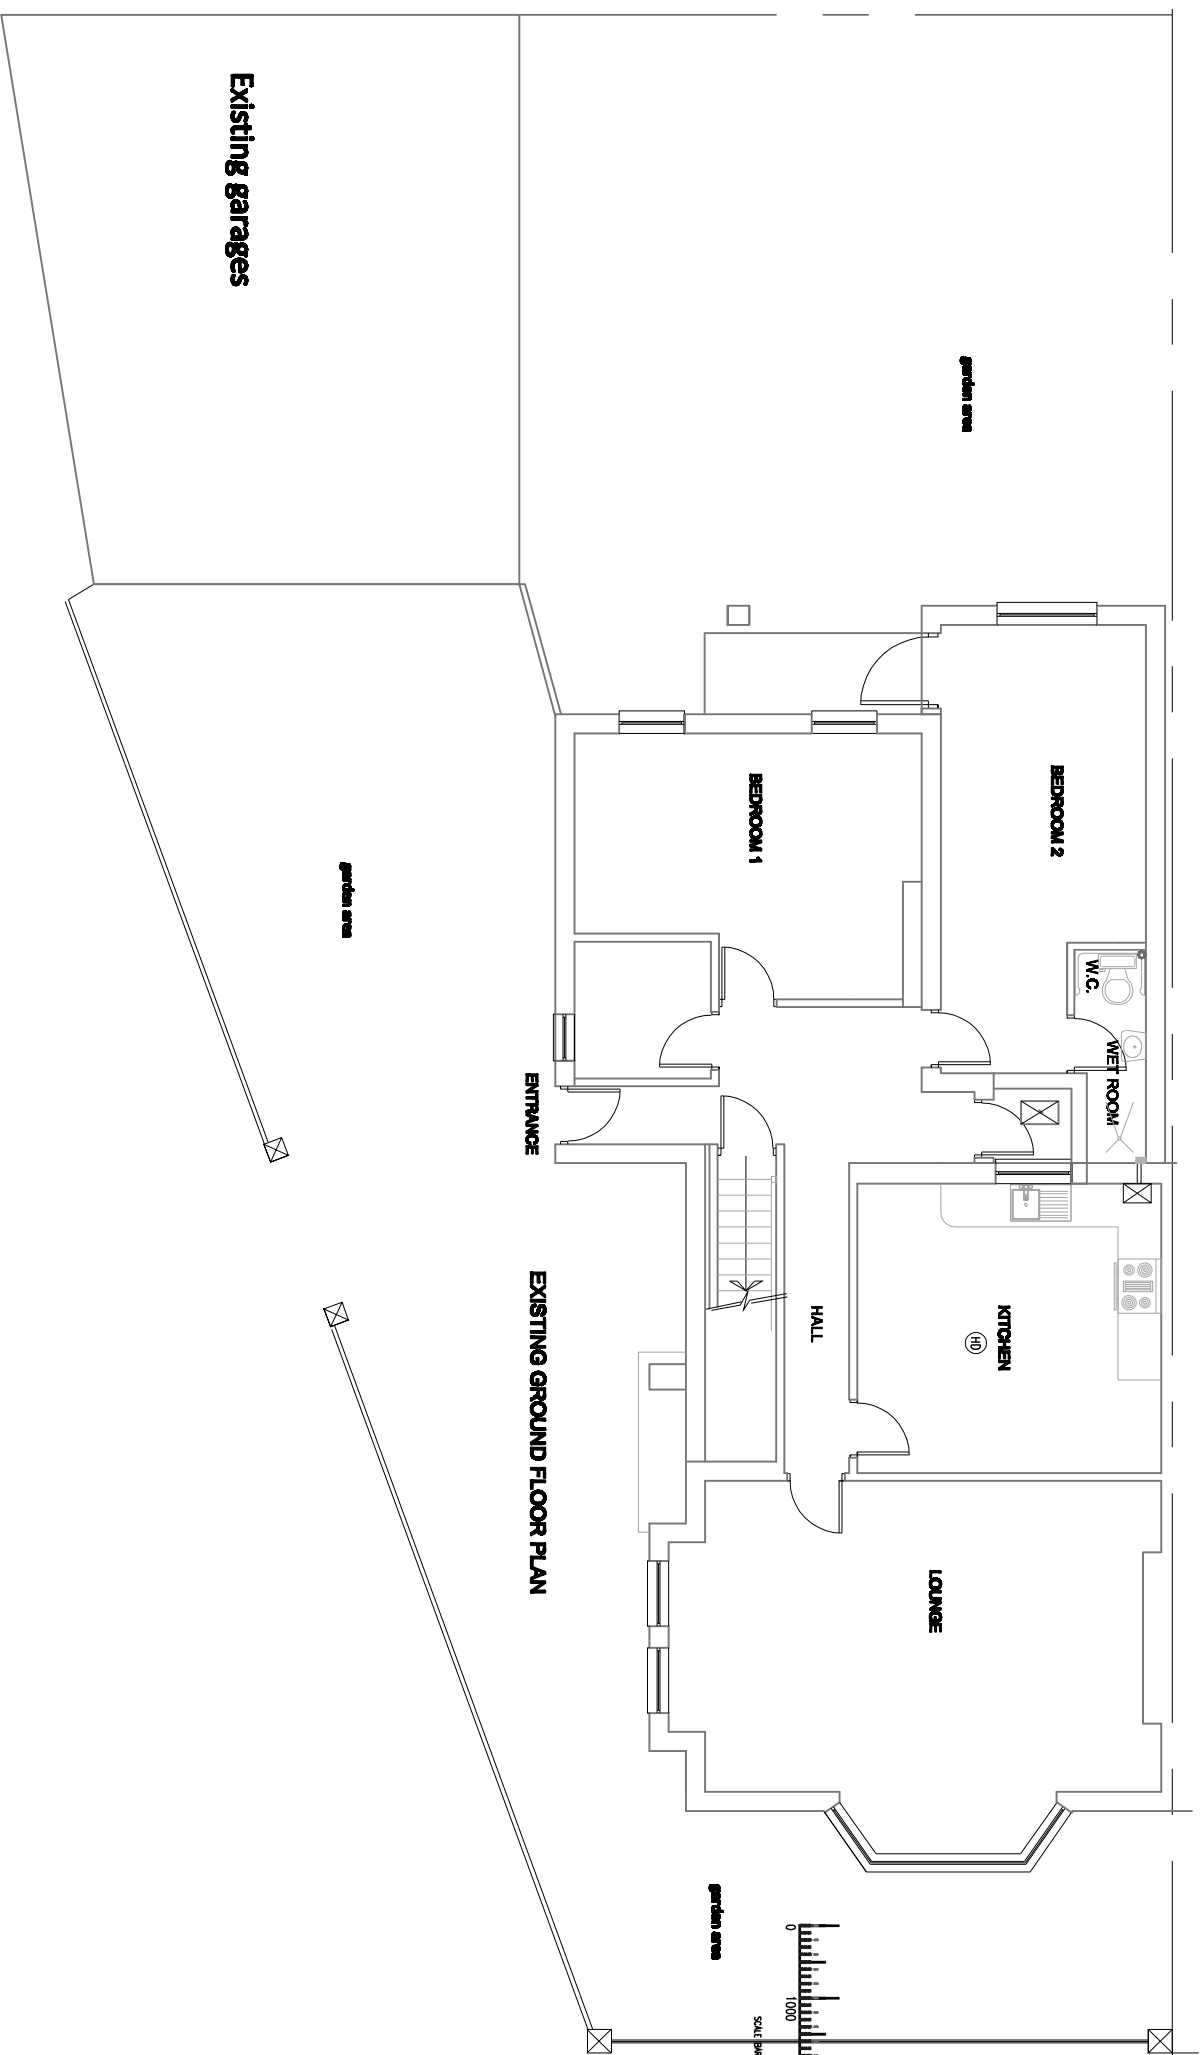 Existing garages
garden area
BEDROOM 2
BEDROOM 1
garden area
W.C.
WET ROOM
ENTRANCE
KITCHEN
HD
HALL
EXISTING GROUND FLOOR PLAN
LOUNGE
garden area
0
1000
SCALE BAR